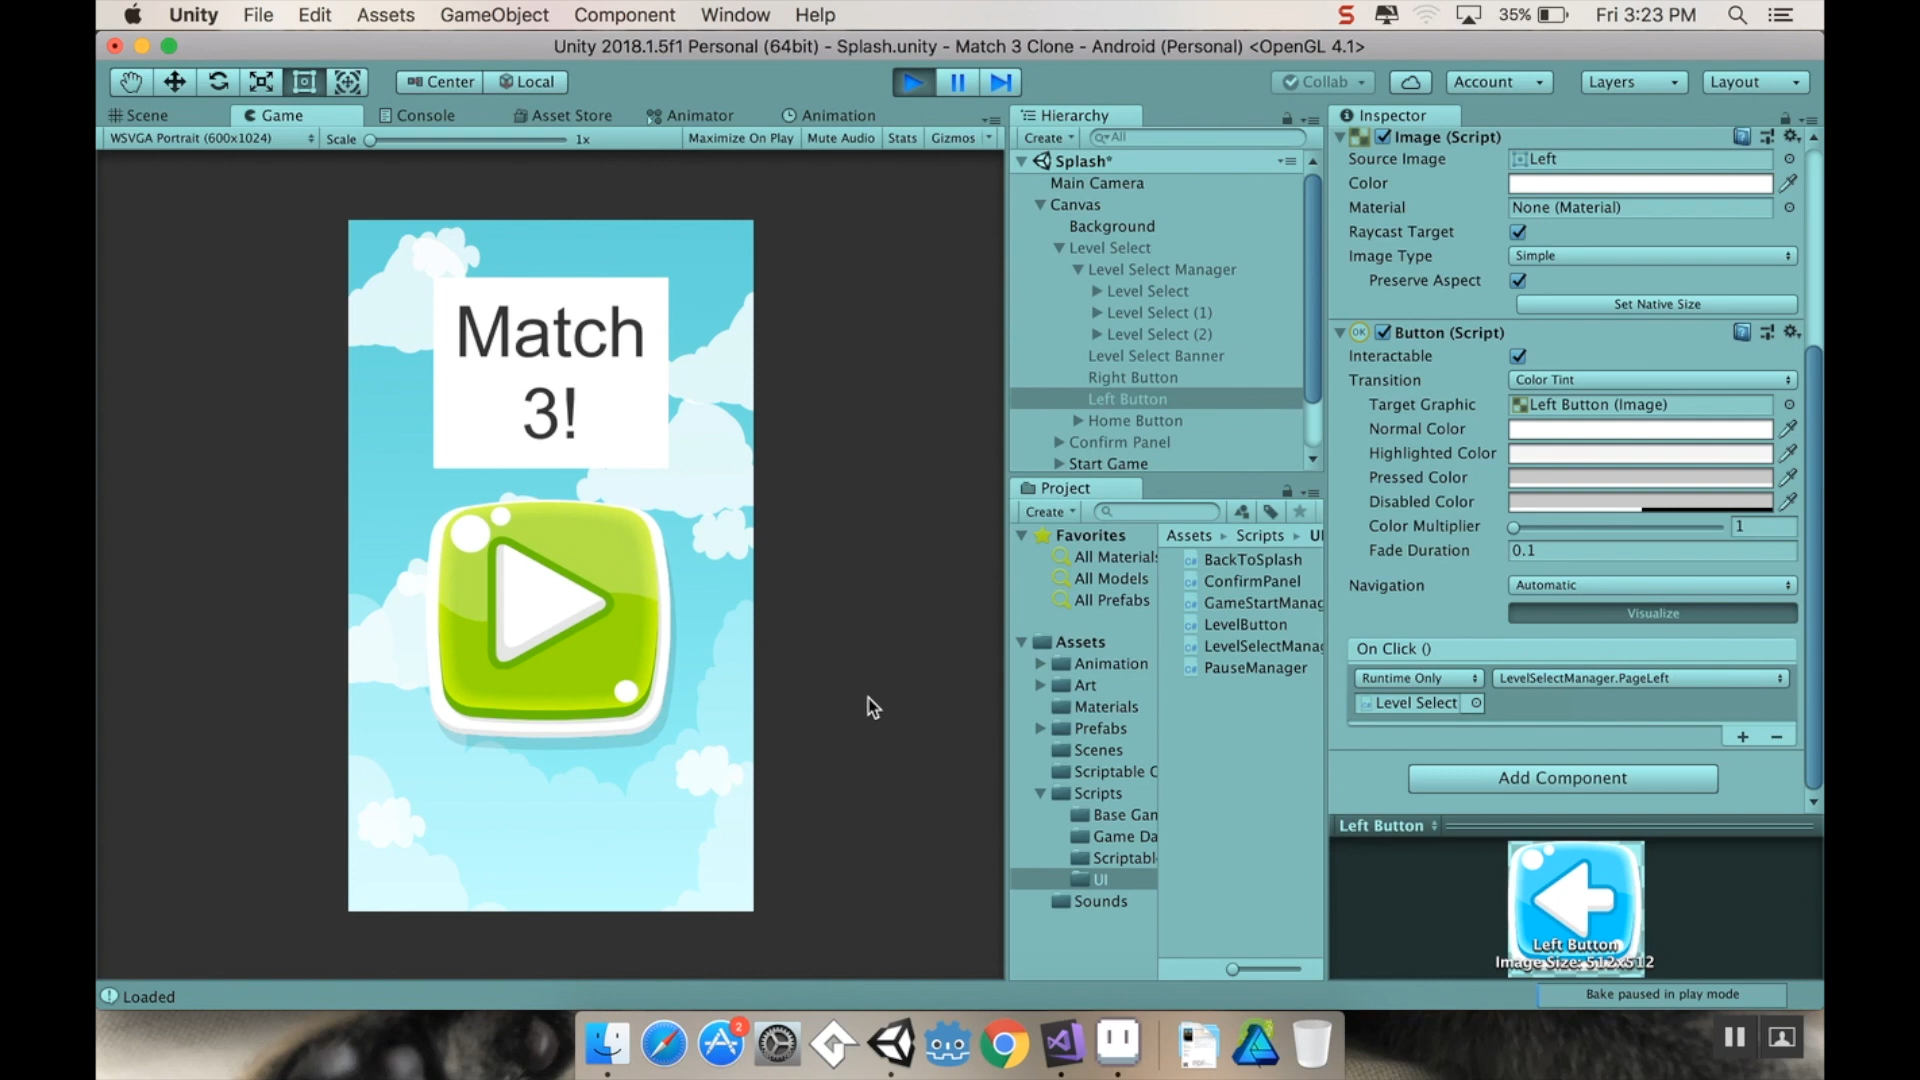 Unity File Edit Assets GameObject Component Window Help 35% Fri 3:23 PM
Unity 2018.1.5f1 Personal (64bit) - Splash.unity - Match 3 Clone - Android (Personal) <OpenGL 4.1>
Center Local Collab Account Layers Layout
Scene Game Console Asset Store Animator Animation
WSVGA Portrait (600x1024) Scale 1x Maximize On Play Mute Audio Stats Gizmos
Match
3!
Hierarchy
Create All
Splash*
Main Camera
Canvas
Background
Level Select
Level Select Manager
Level Select
Level Select (1)
Level Select (2)
Level Select Banner
Right Button
Left Button
Home Button
Confirm Panel
Start Game
Project
Create
Favorites
All Materials
All Models
All Prefabs
Assets
Animation
Art
Materials
Prefabs
Scenes
Scriptable C
Scripts
Base Gan
Game Da
Scriptabl
UI
Sounds
Assets Scripts UI
BackToSplash
ConfirmPanel
GameStartManag
LevelButton
LevelSelectManag
PauseManager
Inspector
Image (Script)
Source Image Left
Color
Material None (Material)
Raycast Target
Image Type Simple
Preserve Aspect
Set Native Size
OK Button (Script)
Interactable
Transition Color Tint
Target Graphic Left Button (Image)
Normal Color
Highlighted Color
Pressed Color
Disabled Color
Color Multiplier 1
Fade Duration 0.1
Navigation Automatic
Visualize
On Click ()
Runtime Only LevelSelectManager.PageLeft
Level Select
+ -
Add Component
Left Button
Left Button
Image Size: 512x512
Loaded
Bake paused in play mode
2